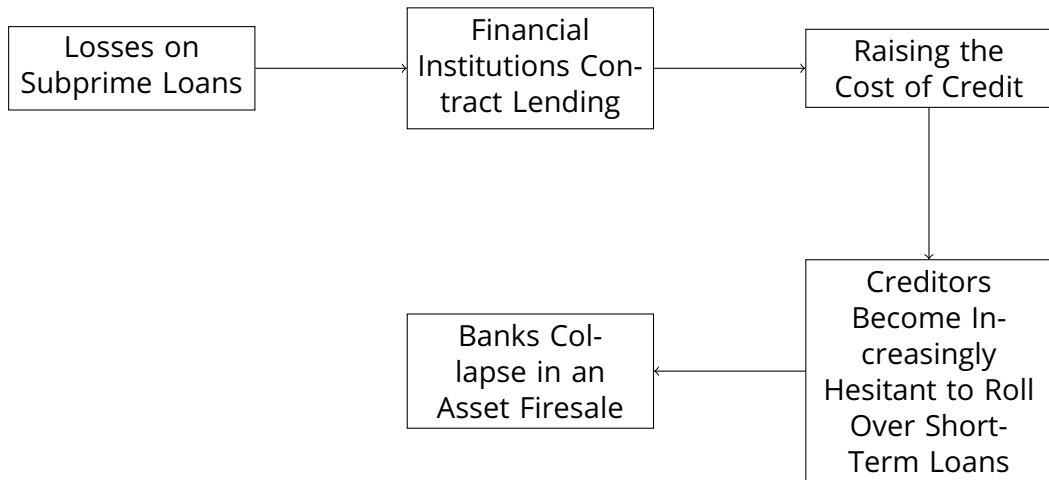 Losses on
Subprime Loans
Financial
Institutions Con-
tract Lending
Raising the
Cost of Credit
Creditors
Become In-
creasingly
Hesitant to Roll
Over Short-
Term Loans
Banks Col-
lapse in an
Asset Firesale